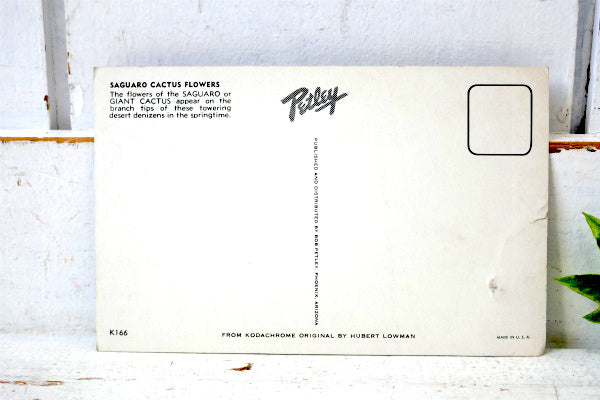 SAGUARO CACTUS FLOWERS
The flowers of the SAGUARO or
GIANT CACTUS appear on the
branch tips of these towering
desert denizens in the springtime.
Petley
PUBLISHED AND DISTRIBUTED BY BOB PETLEY, PHOENIX, ARIZONA
K166
FROM KODACHROME ORIGINAL BY HUBERT LOWMAN
MADE IN U.S.A.